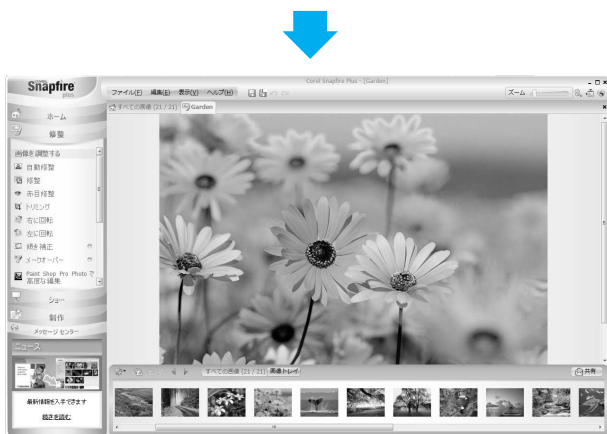 Corel Snapfire Plus - [Garden]
Snapfire
plus
ファイル(F) 編集(E) 表示(V) ヘルプ(H)
ズーム
すべての画像 (21 / 21) Garden
ホーム
修整
画像を調整する
自動修整
修整
赤目修整
トリミング
右に回転
左に回転
傾き補正
メークオーバー
Paint Shop Pro Photo で
高度な編集
ショー
制作
メッセージ センター
ニュース
最新情報を入手できます
続きを読む
すべての画像 (21 / 21) 画像トレイ
共有